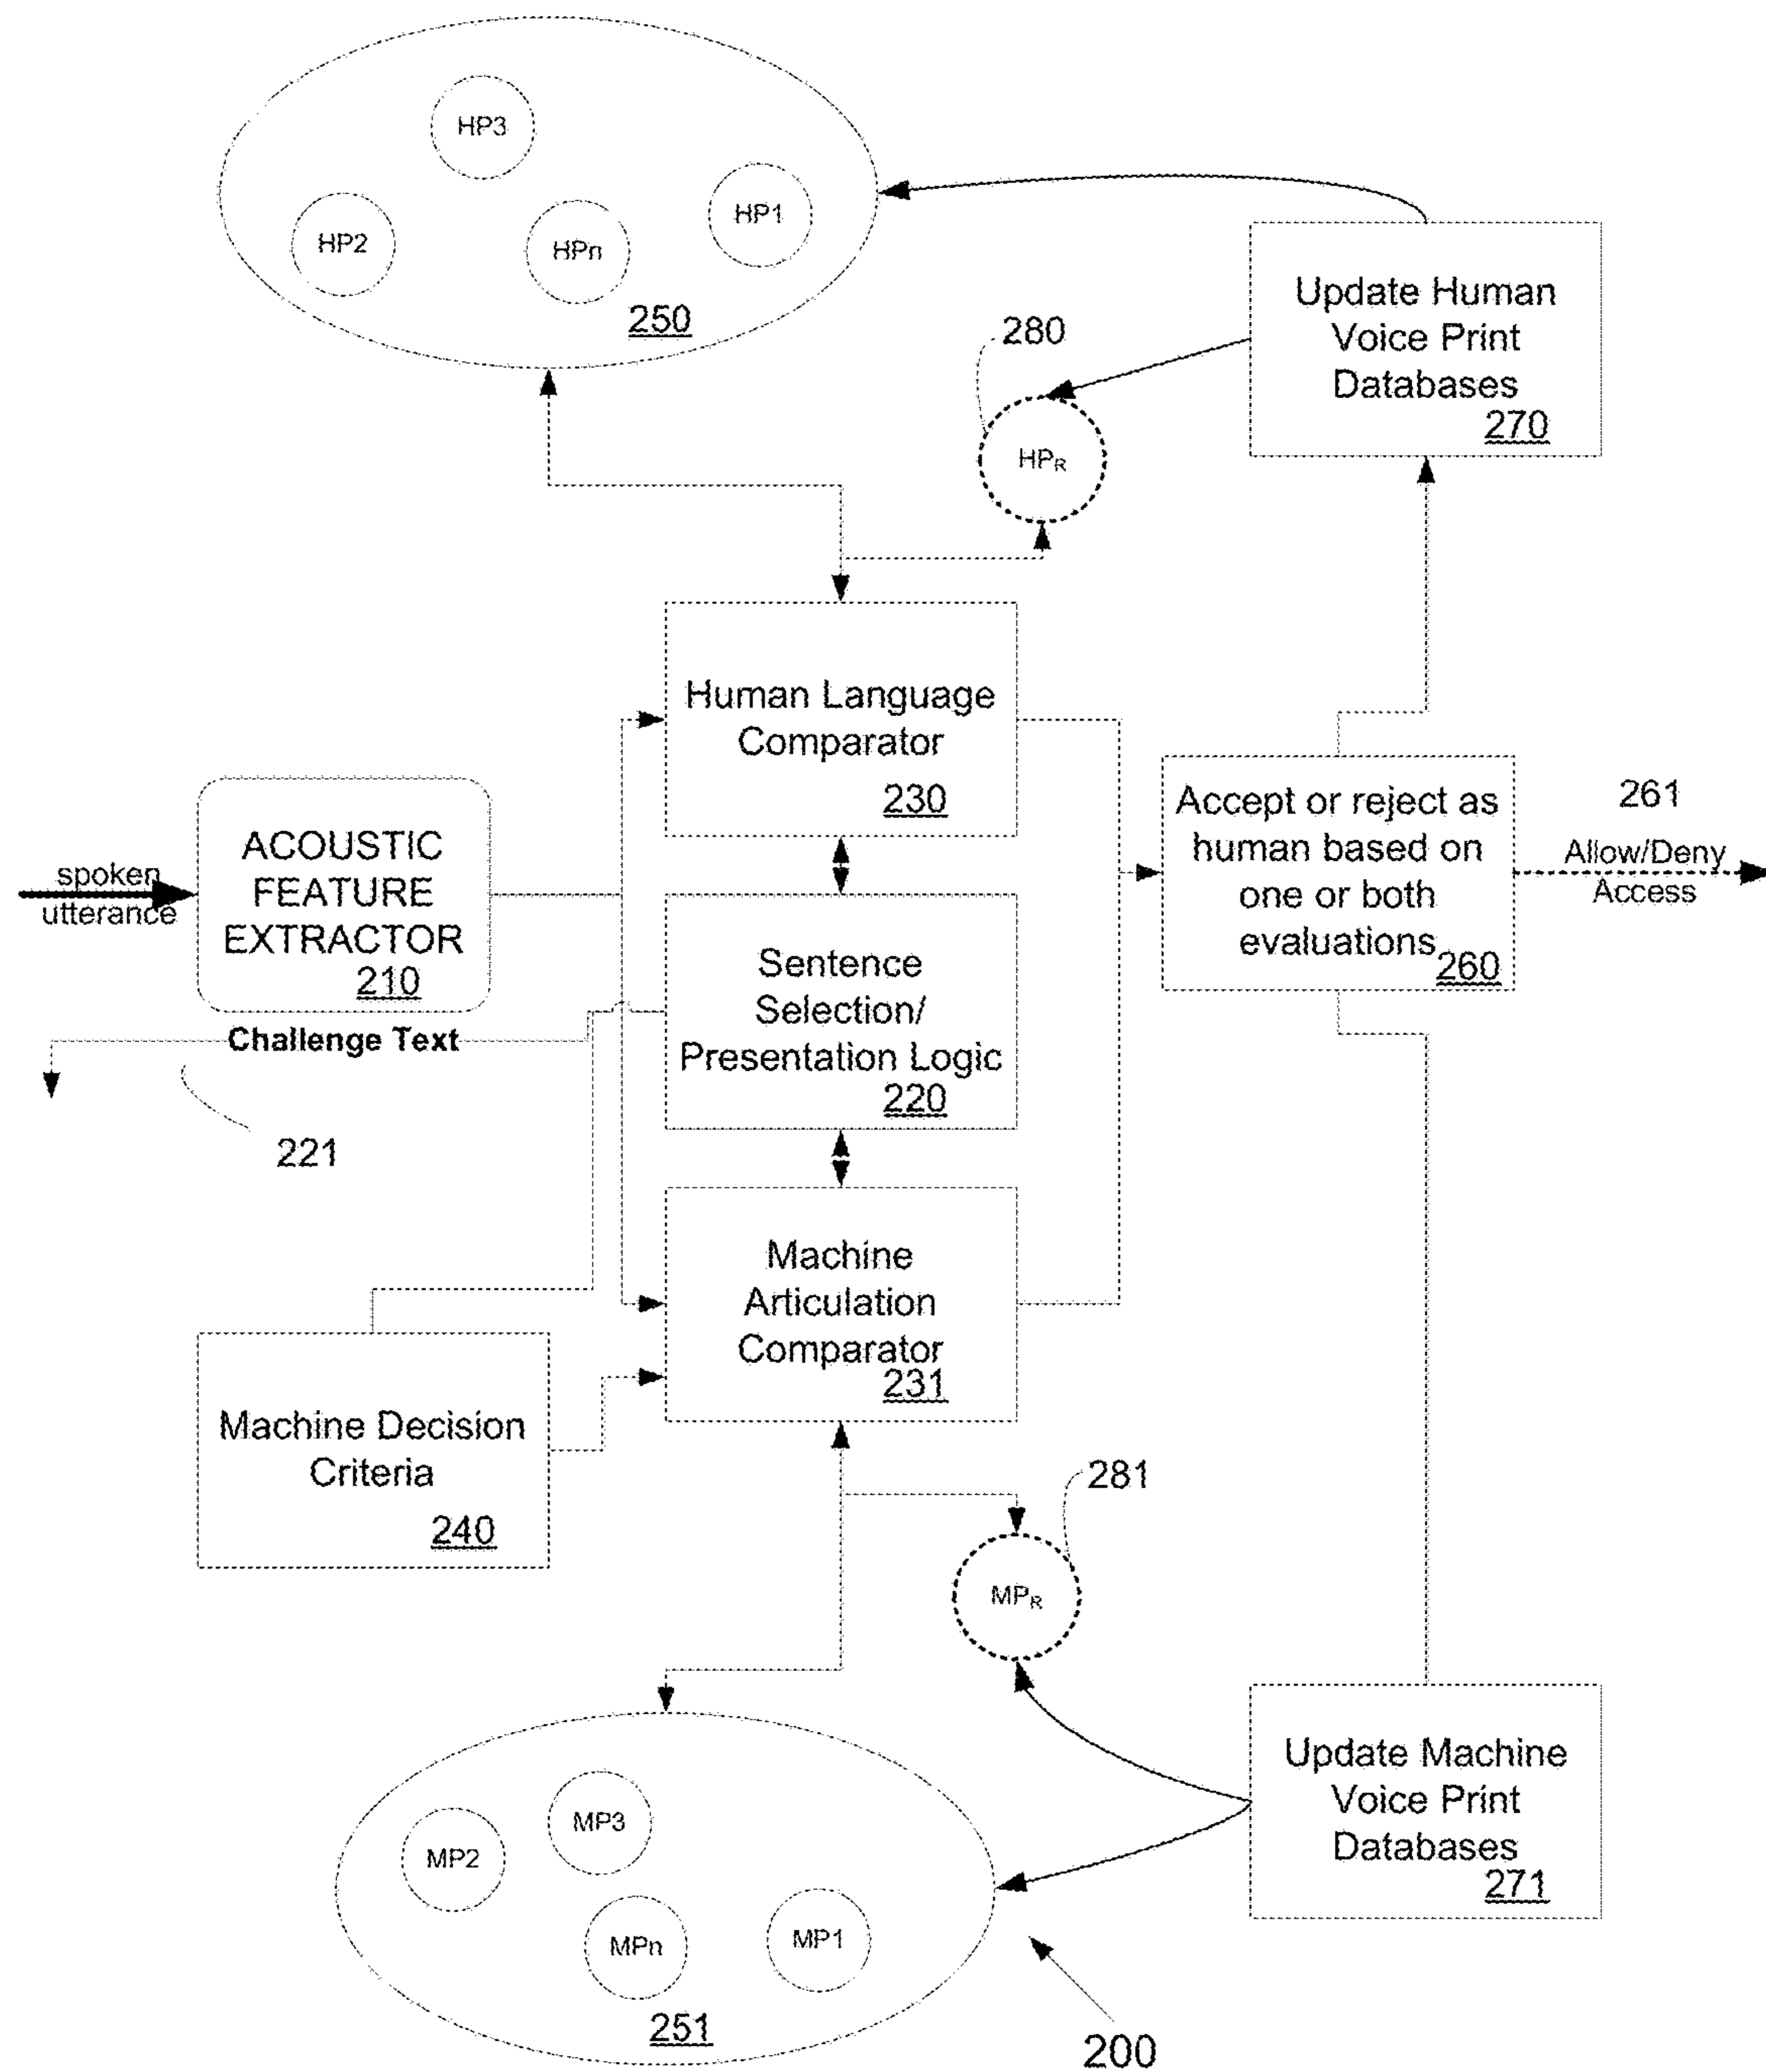 HP3
HP1
HP2
HPn
250
280
Update Human
Voice Print
Databases
270
HPR
Human Language
Comparator
230
spoken
utterance
ACOUSTIC
FEATURE
EXTRACTOR
210
Accept or reject as
human based on
one or both
evaluations
260
261
Allow/Deny
Access
Challenge Text
221
Sentence
Selection/
Presentation Logic
220
Machine
Articulation
Comparator
231
Machine Decision
Criteria
240
281
MPR
Update Machine
Voice Print
Databases
271
MP3
MP2
MPn
MP1
251
200